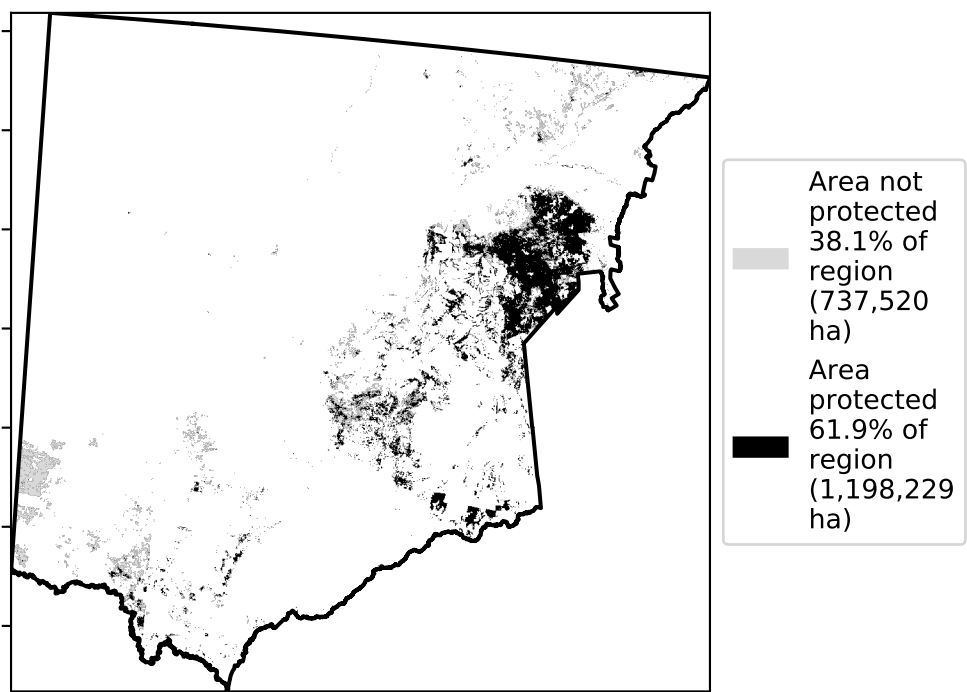 Area not
protected
38.1% of
region
(737,520
ha)
Area
protected
61.9% of
region
(1,198,229
ha)